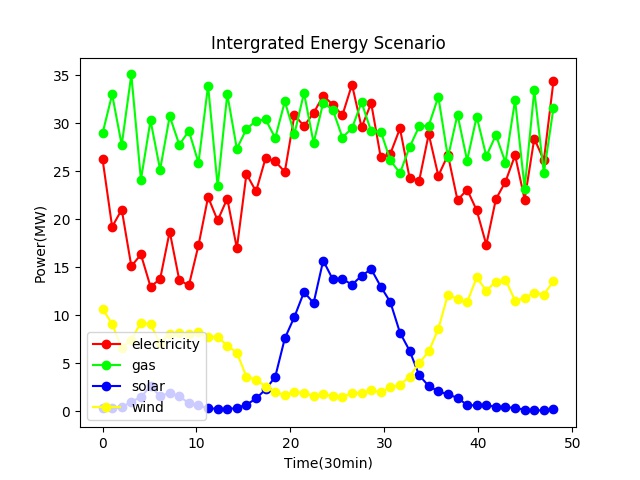 Intergrated Energy Scenario
Power(MW)
35
30
25
20
15
10
5
0
electricity
gas
solar
wind
0 10 20 30 40 50
Time(30min)